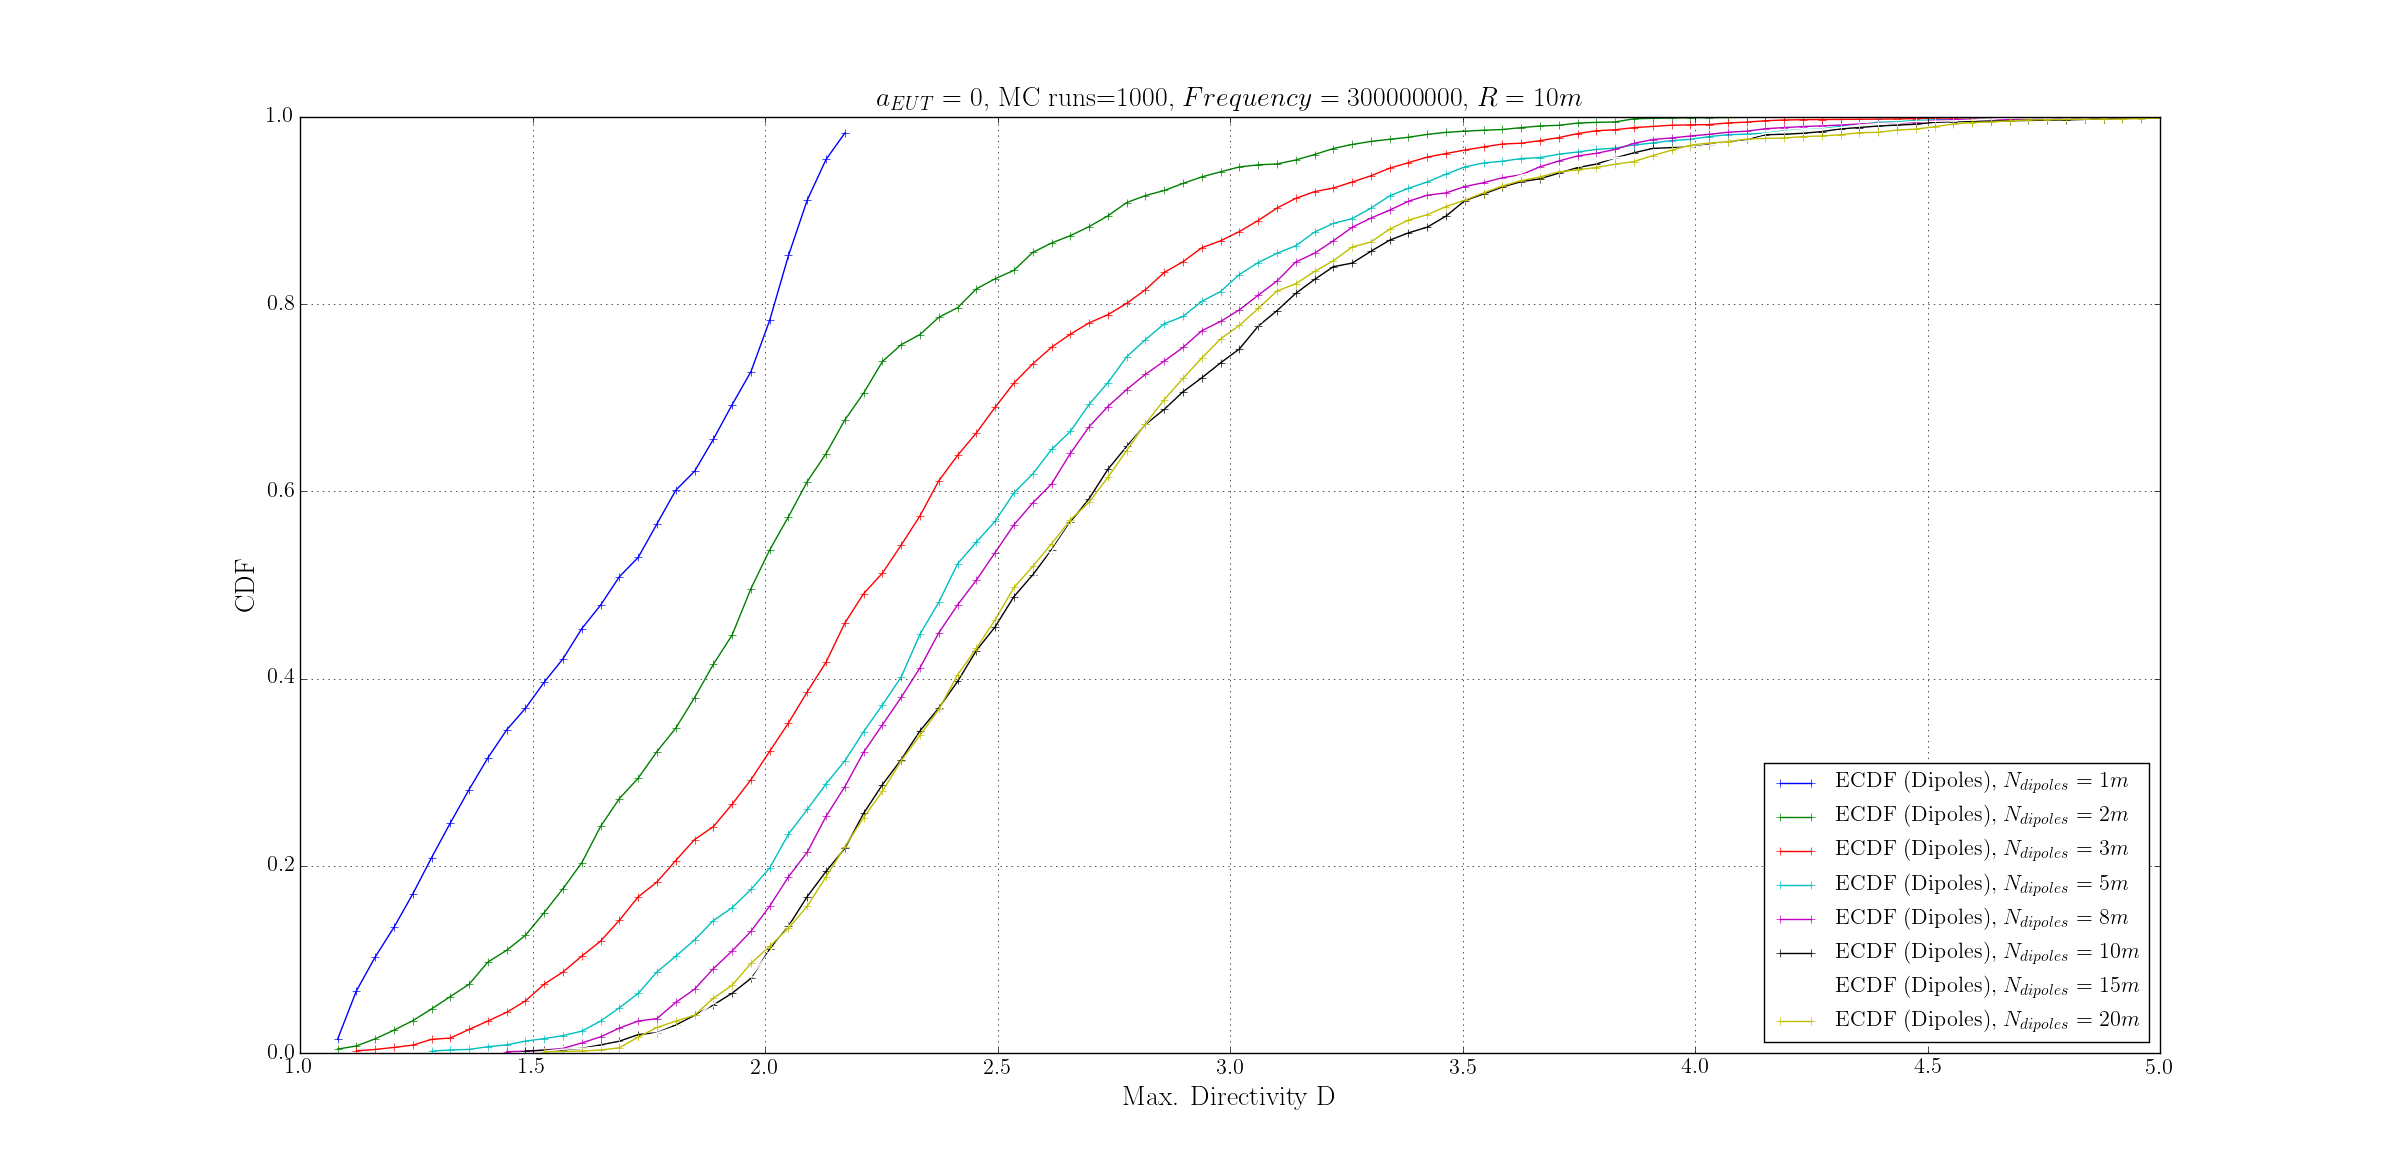 a_EUT = 0, MC runs=1000, Frequency = 300000000, R = 10m
1.0
0.8
0.6
0.4
0.2
0.0
CDF
1.0 1.5 2.0 2.5 3.0 3.5 4.0 4.5 5.0
Max. Directivity D
ECDF (Dipoles), N_dipoles = 1m
ECDF (Dipoles), N_dipoles = 2m
ECDF (Dipoles), N_dipoles = 3m
ECDF (Dipoles), N_dipoles = 5m
ECDF (Dipoles), N_dipoles = 8m
ECDF (Dipoles), N_dipoles = 10m
ECDF (Dipoles), N_dipoles = 15m
ECDF (Dipoles), N_dipoles = 20m